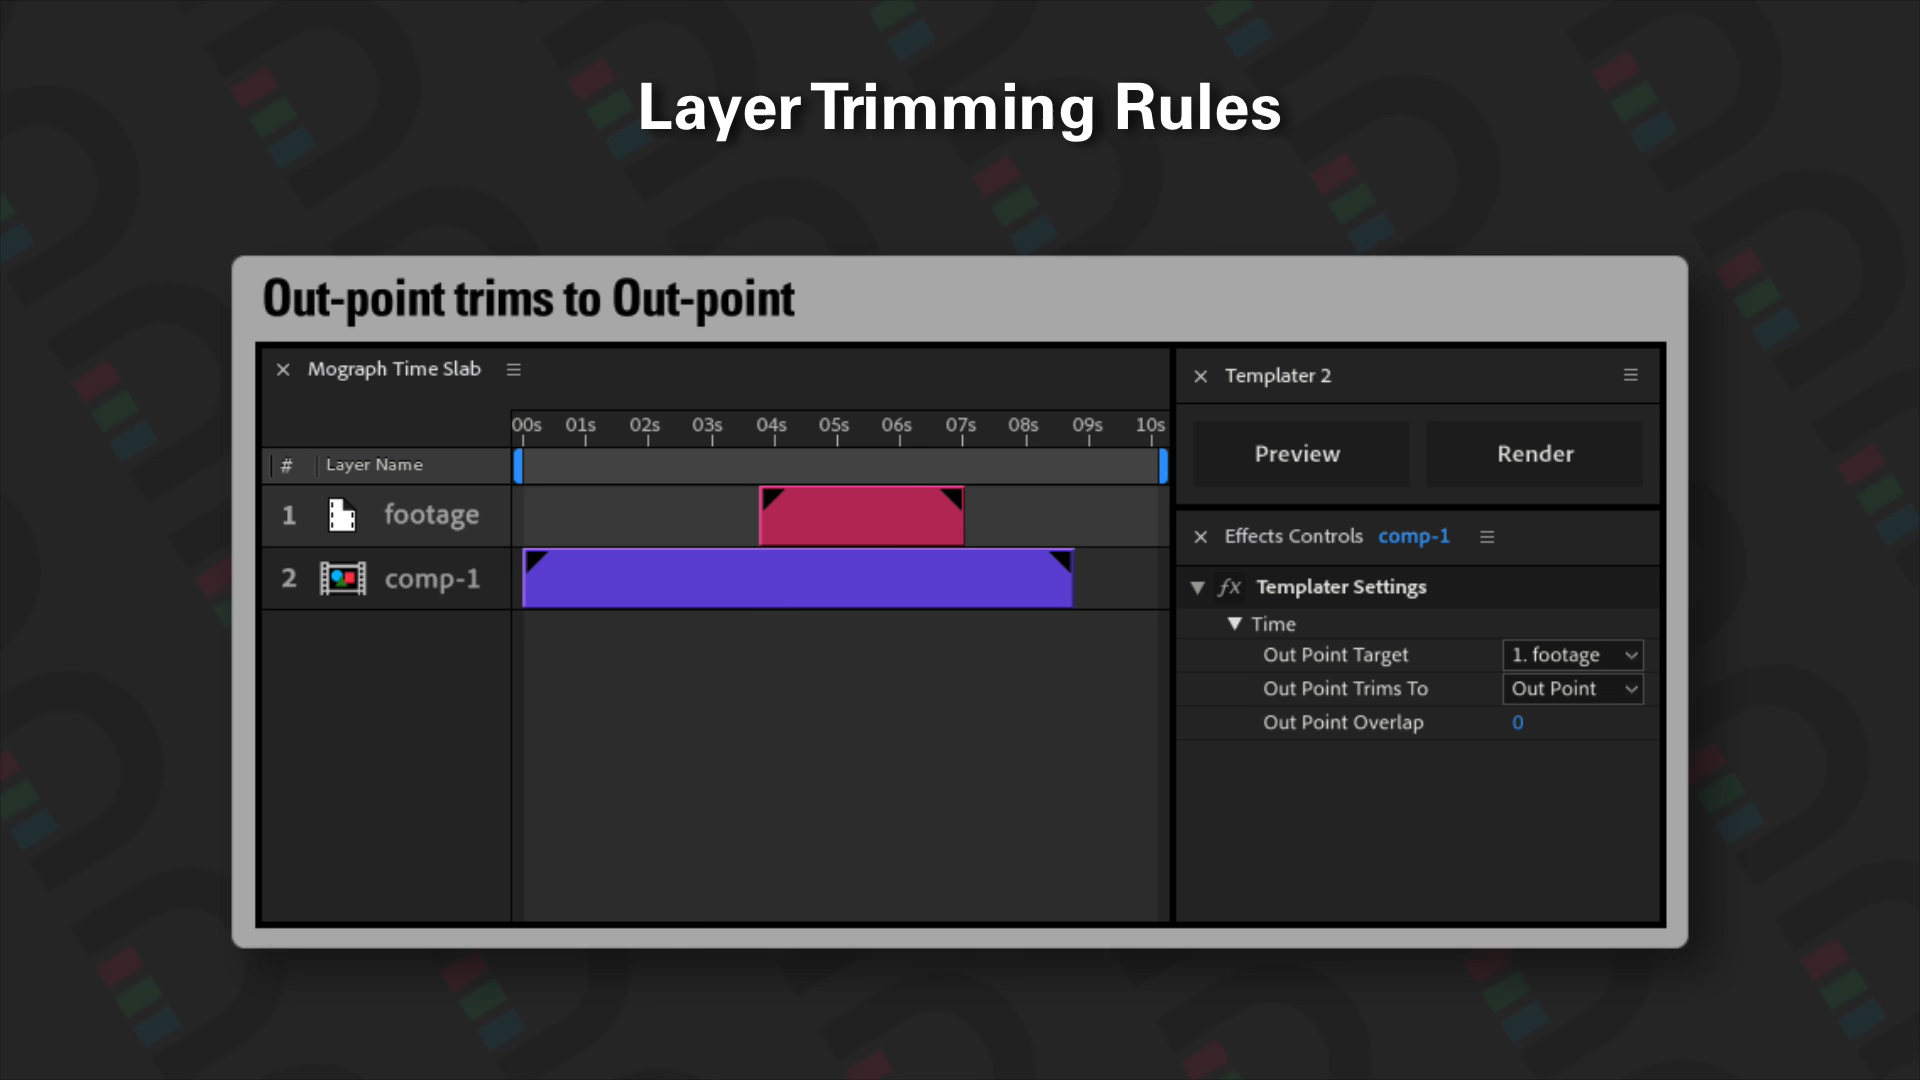 Layer Trimming Rules
Out-point trims to Out-point
Mograph Time Slab
00s 01s 02s 03s 04s 05s 06s 07s 08s 09s 10s
# Layer Name
1 footage
2 comp-1
Templater 2
Preview Render
Effects Controls comp-1
fx Templater Settings
Time
Out Point Target 1. footage
Out Point Trims To Out Point
Out Point Overlap 0